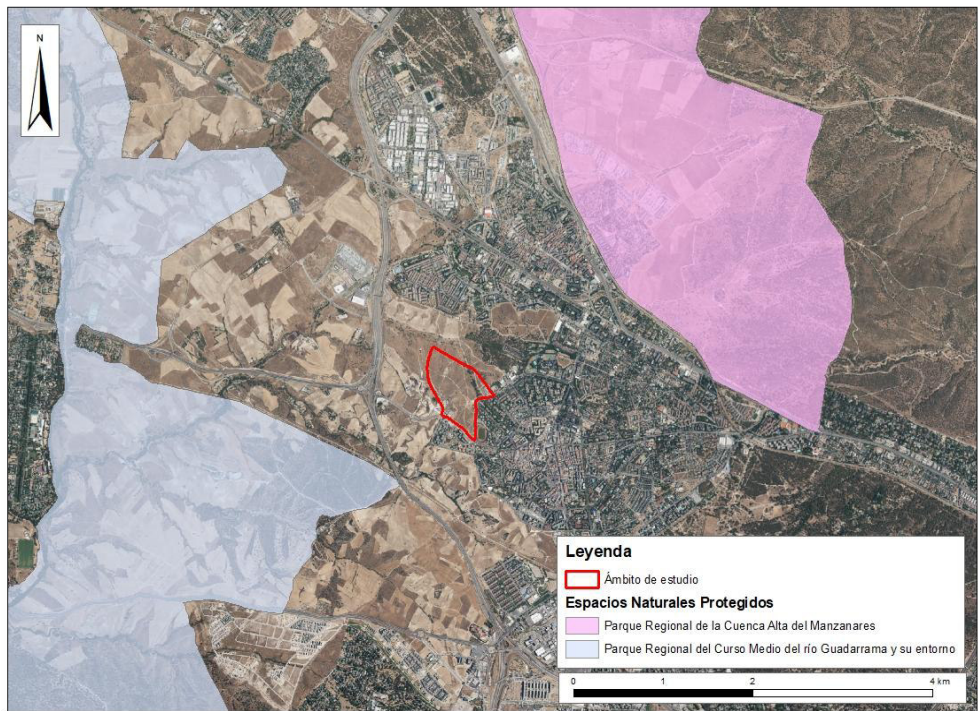 N
Leyenda
Ámbito de estudio
Espacios Naturales Protegidos
Parque Regional de la Cuenca Alta del Manzanares
Parque Regional del Curso Medio del río Guadarrama y su entorno
0 1 2 4 km